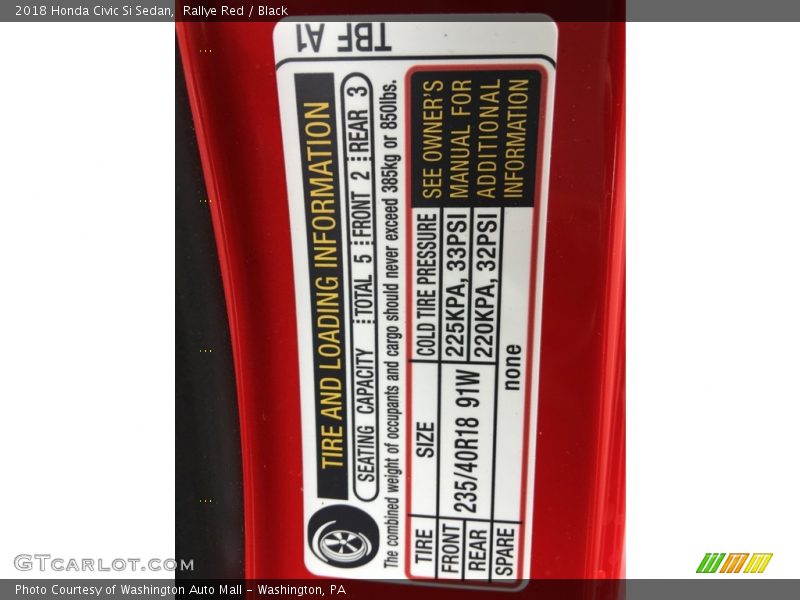 2018 Honda Civic Si Sedan, Rallye Red / Black
TBF A1
TIRE AND LOADING INFORMATION
SEATING CAPACITY TOTAL 5 FRONT 2 REAR 3
The combined weight of occupants and cargo should never exceed 385kg or 850lbs.
TIRE SIZE COLD TIRE PRESSURE
FRONT 235/40R18 91W 225KPA, 33PSI
REAR 220KPA, 32PSI
SPARE none
SEE OWNER'S
MANUAL FOR
ADDITIONAL
INFORMATION
GTcarlot.com
Photo Courtesy of Washington Auto Mall - Washington, PA